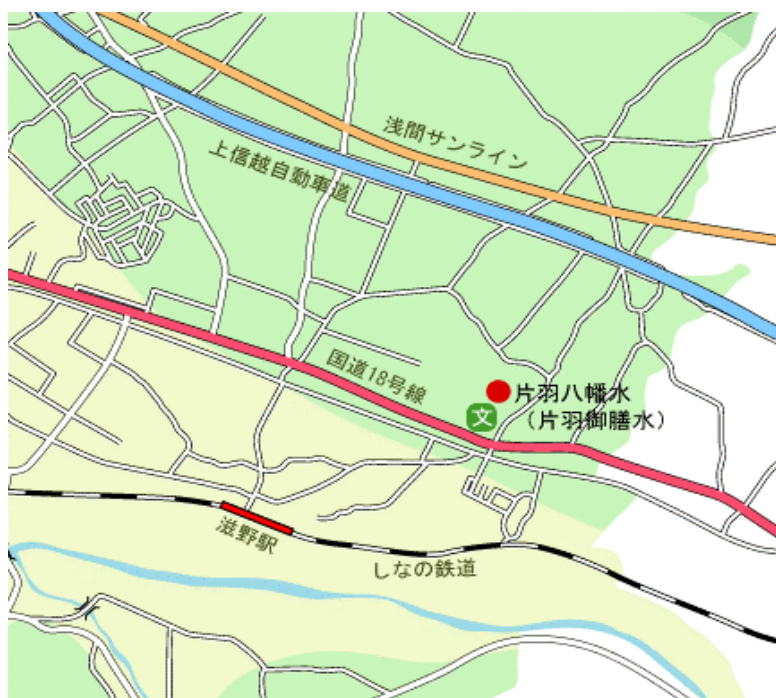 浅間サンライン
上信越自動車道
国道18号線
片羽八幡水
（片羽御膳水）
文
滋野駅
しなの鉄道